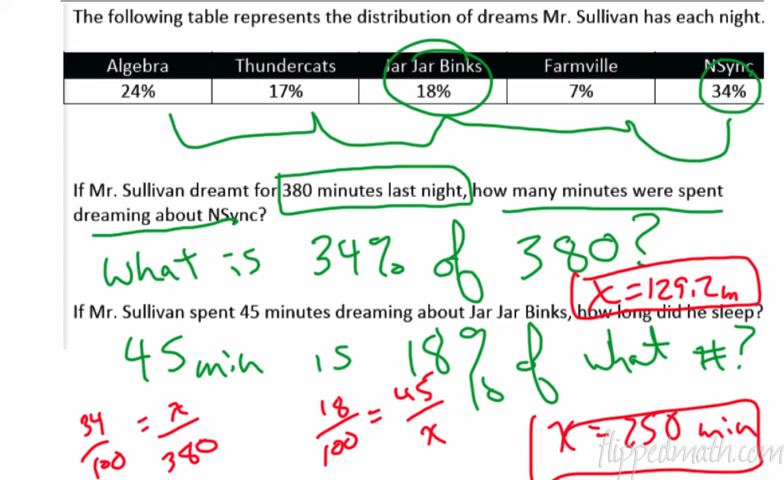 The following table represents the distribution of dreams Mr. Sullivan has each night.
Algebra Thundercats Jar Jar Binks Farmville NSync
24% 17% 18% 7% 34%
If Mr. Sullivan dreamt for 380 minutes last night, how many minutes were spent
dreaming about NSync?
What is 34% of 380?
x = 129.2m
If Mr. Sullivan spent 45 minutes dreaming about Jar Jar Binks, how long did he sleep?
45 min is 18% of what #?
34/100 = x/380
18/100 = 45/x
x = 250 min
flippedmath.com